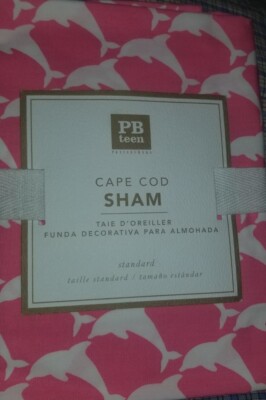 PB
teen
CAPE COD
SHAM
TAIE D'OREILLER
FUNDA DECORATIVA PARA ALMOHADA
standard
taille standard / tamaño estándar